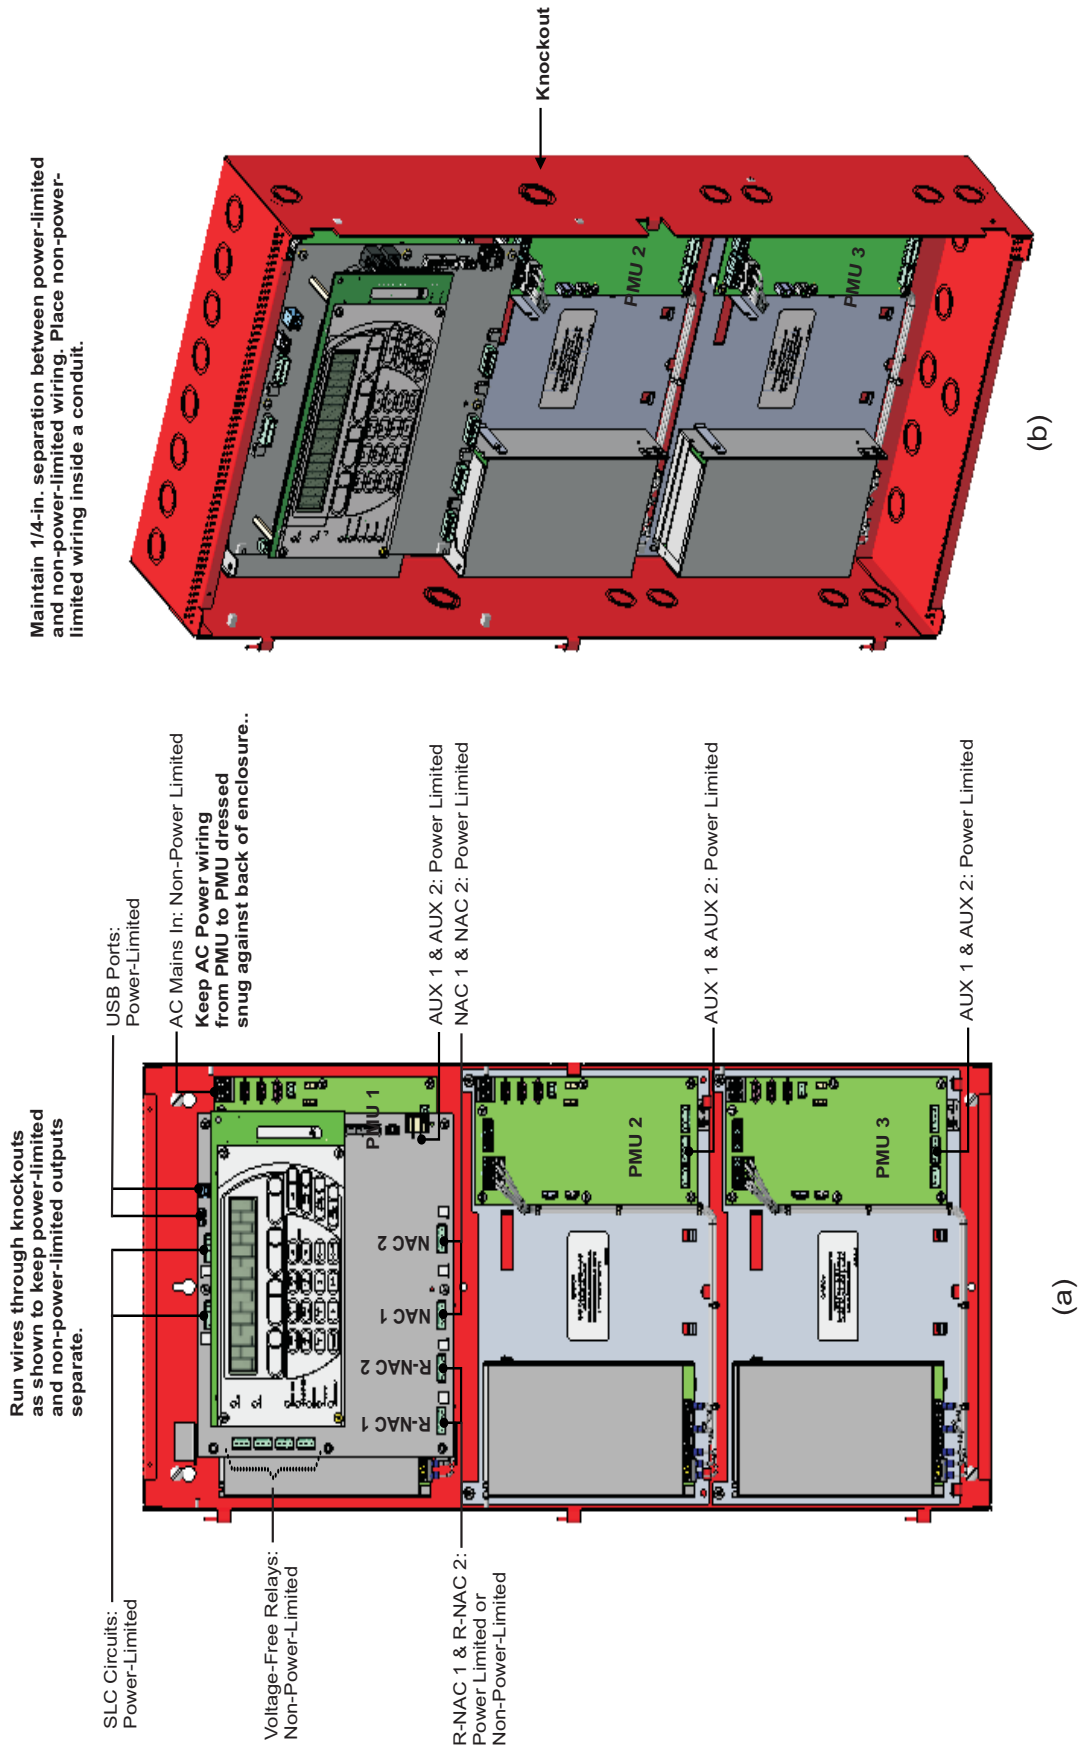 Run wires through knockouts
as shown to keep power-limited
and non-power-limited outputs
separate.
SLC Circuits:
Power-Limited
USB Ports:
Power-Limited
AC Mains In: Non-Power Limited
Keep AC Power wiring
from PMU to PMU dressed
snug against back of enclosure..
Voltage-Free Relays:
Non-Power-Limited
PMU 1
AUX 1 & AUX 2: Power Limited
NAC 1 & NAC 2: Power Limited
R-NAC 1
R-NAC 2
NAC 1
NAC 2
R-NAC 1 & R-NAC 2:
Power Limited or
Non-Power-Limited
PMU 2
AUX 1 & AUX 2: Power Limited
PMU 3
AUX 1 & AUX 2: Power Limited
(a)
Maintain 1/4-in. separation between power-limited
and non-power-limited wiring. Place non-power-
limited wiring inside a conduit.
Knockout
PMU 2
PMU 3
(b)